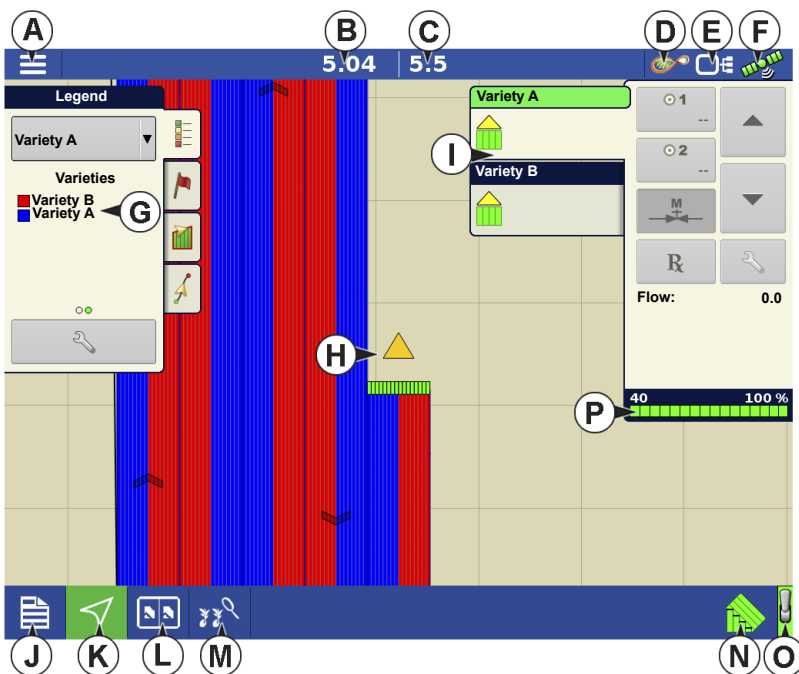 A
B
C
D
E
F
5.04
5.5
Legend
Variety A
Varieties
Variety B
Variety A
G
Variety A
I
Variety B
1
--
2
--
M
Rx
Flow: 0.0
H
40 100 %
P
J
K
L
M
N
O